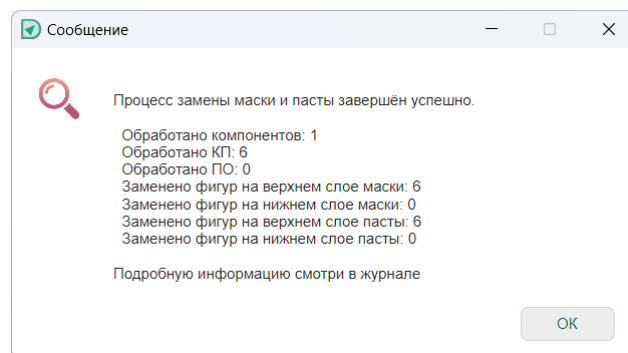 Сообщение
Процесс замены маски и пасты завершён успешно.
Обработано компонентов: 1
Обработано КП: 6
Обработано ПО: 0
Заменено фигур на верхнем слое маски: 6
Заменено фигур на нижнем слое маски: 0
Заменено фигур на верхнем слое пасты: 6
Заменено фигур на нижнем слое пасты: 0
Подробную информацию смотри в журнале
ОК